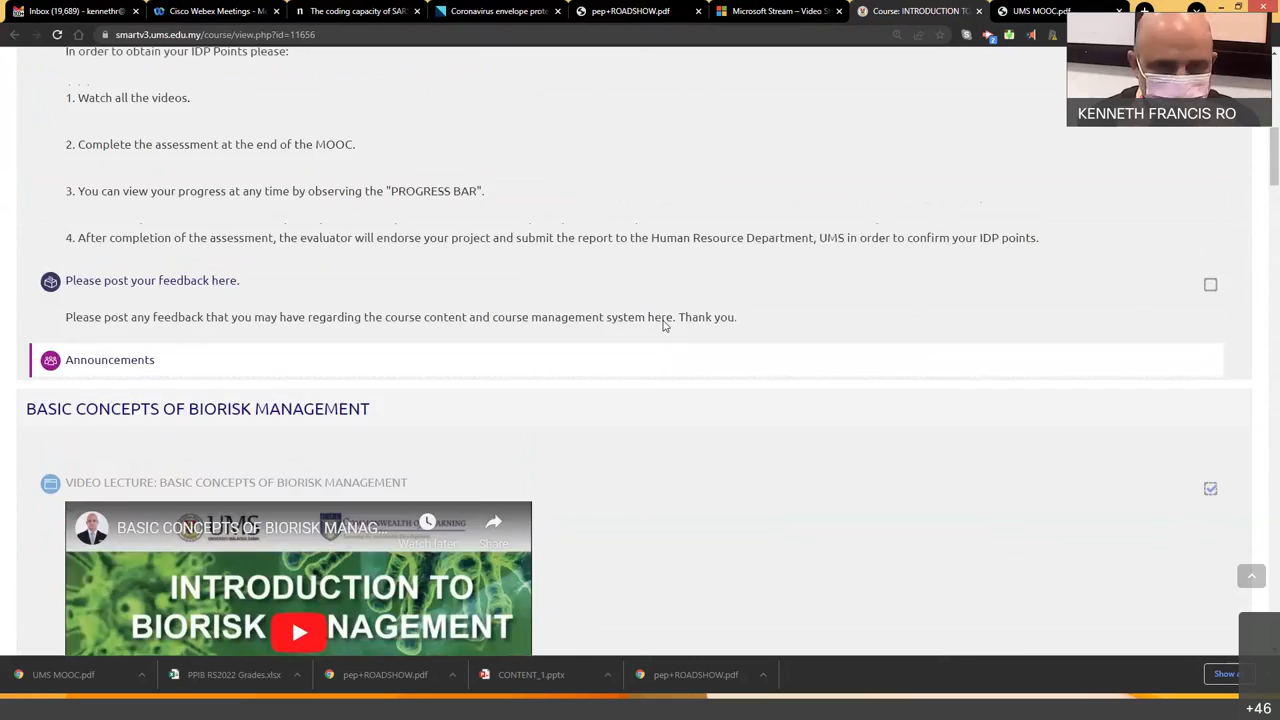 Inbox (19,689) - kennethr@
Cisco Webex Meetings - M
The coding capacity of SAR
Coronavirus envelope prote
pep+ROADSHOW.pdf
Microsoft Stream – Video S
Course: INTRODUCTION TO
UMS MOOC.pdf
smartv3.ums.edu.my/course/view.php?id=11656
In order to obtain your IDP Points please:
1. Watch all the videos.
2. Complete the assessment at the end of the MOOC.
3. You can view your progress at any time by observing the "PROGRESS BAR".
4. After completion of the assessment, the evaluator will endorse your project and submit the report to the Human Resource Department, UMS in order to confirm your IDP points.
KENNETH FRANCIS RO
Please post your feedback here.
Please post any feedback that you may have regarding the course content and course management system here. Thank you.
Announcements
BASIC CONCEPTS OF BIORISK MANAGEMENT
VIDEO LECTURE: BASIC CONCEPTS OF BIORISK MANAGEMENT
BASIC CONCEPTS OF BIORISK MANAG...
UMS
Watch later
Share
INTRODUCTION TO
BIORISK NAGEMENT
UMS MOOC.pdf
PPIB RS2022 Grades.xlsx
pep+ROADSHOW.pdf
CONTENT_1.pptx
pep+ROADSHOW.pdf
Show a
+46